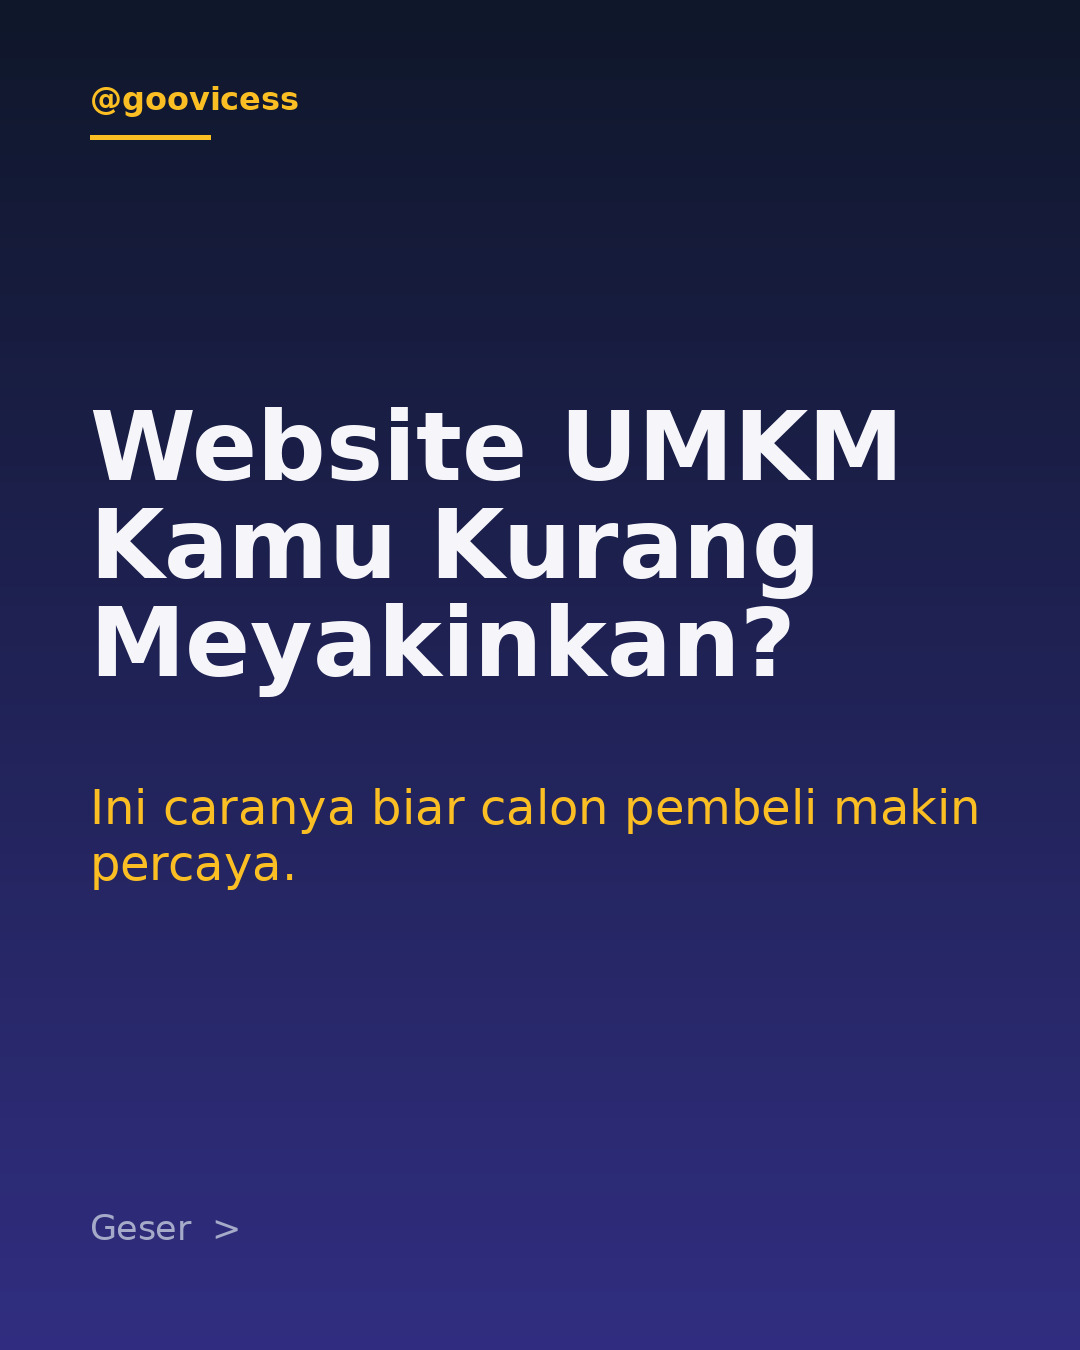 @goovicess
Website UMKM
Kamu Kurang
Meyakinkan?
Ini caranya biar calon pembeli makin
percaya.
Geser >